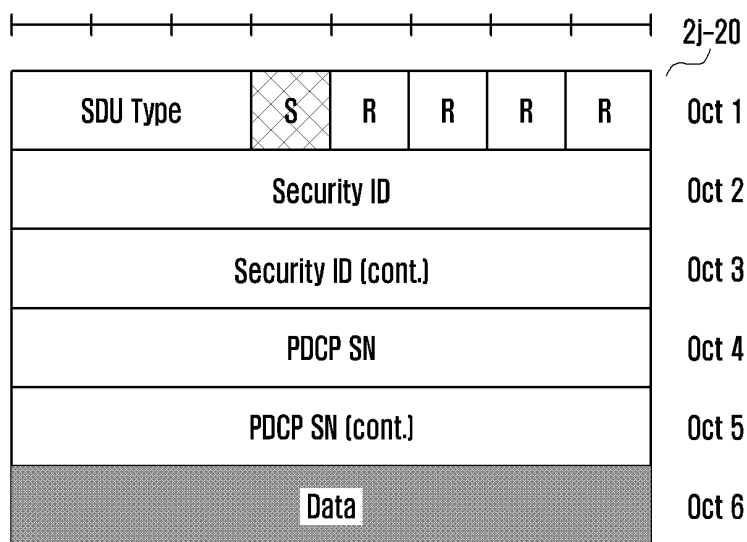 2j-20
SDU Type S R R R R Oct 1
Security ID Oct 2
Security ID (cont.) Oct 3
PDCP SN Oct 4
PDCP SN (cont.) Oct 5
Data Oct 6